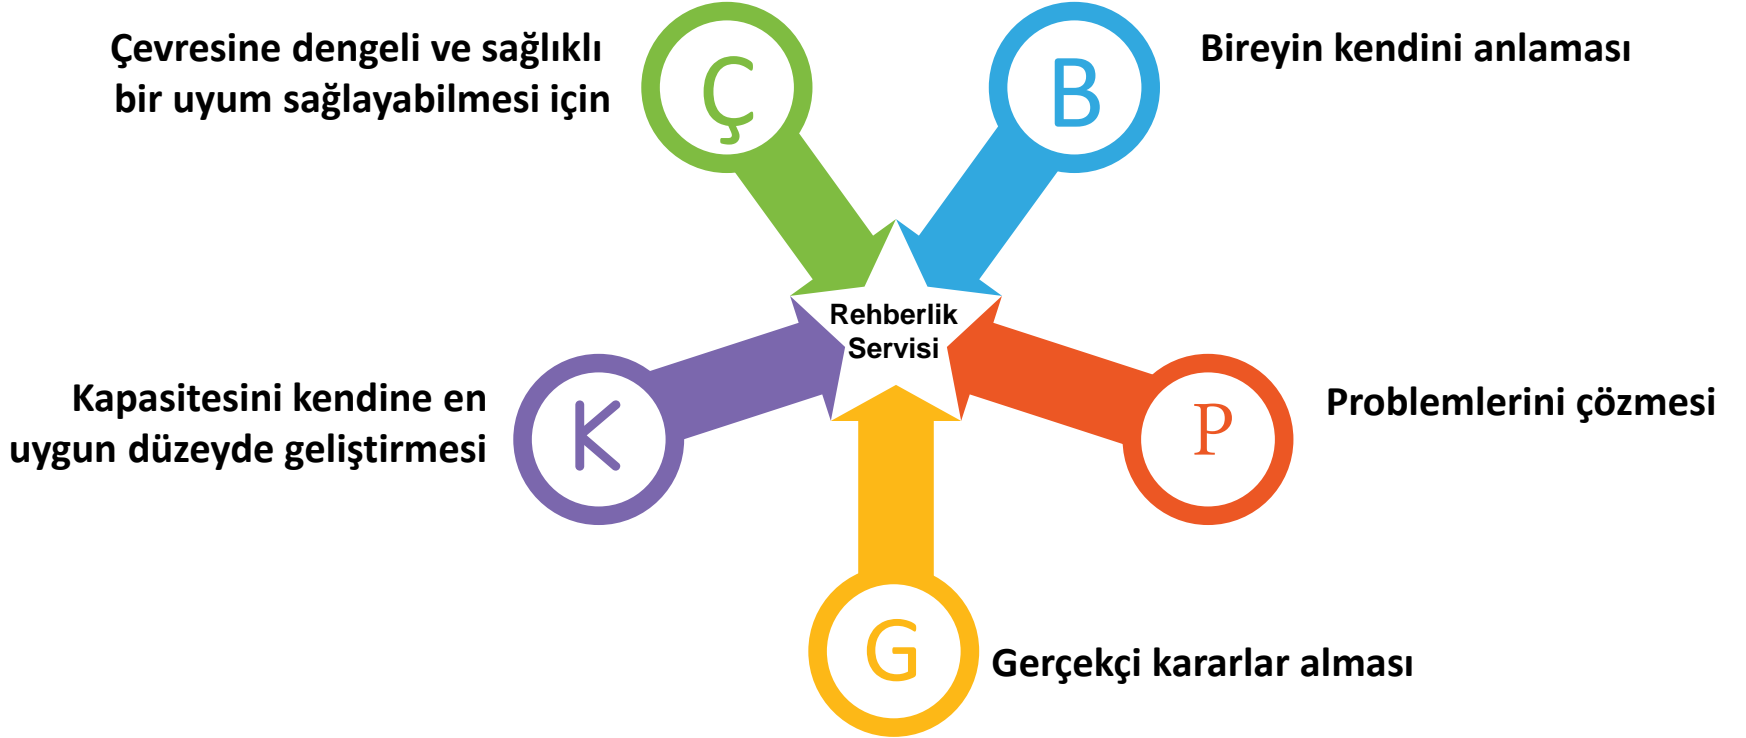 Çevresine dengeli ve sağlıklı
bir uyum sağlayabilmesi için
Ç
B
Bireyin kendini anlaması
Rehberlik
Servisi
Kapasitesini kendine en
uygun düzeyde geliştirmesi
K
P
Problemlerini çözmesi
G
Gerçekçi kararlar alması